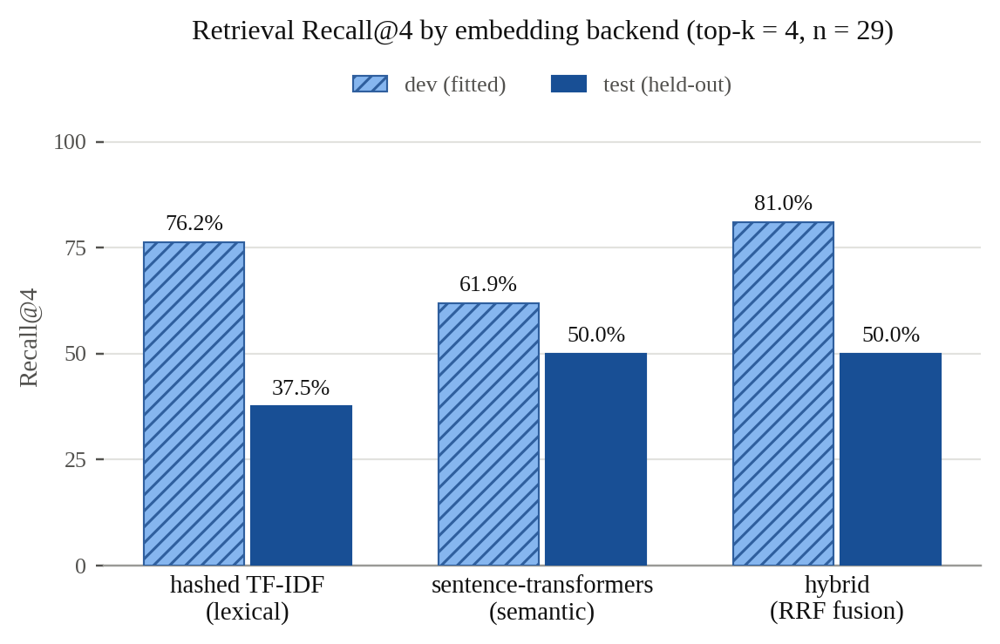 Retrieval Recall@4 by embedding backend (top-k = 4, n = 29)
dev (fitted)
test (held-out)
Recall@4
100
75
50
25
0
76.2%
37.5%
61.9%
50.0%
81.0%
50.0%
hashed TF-IDF
(lexical)
sentence-transformers
(semantic)
hybrid
(RRF fusion)